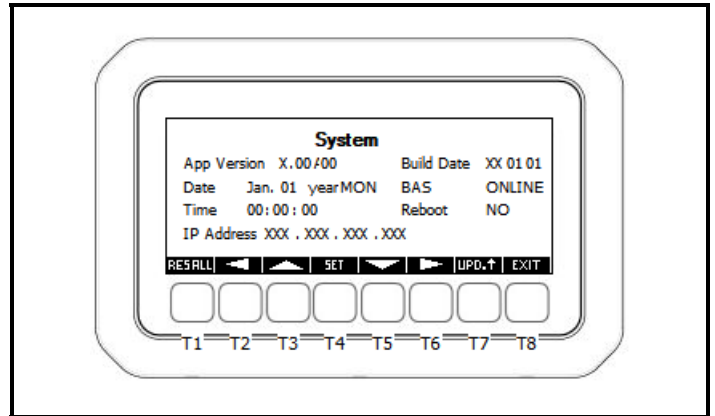 System
App Version X.00/00 Build Date XX 01 01
Date Jan. 01 yearMON BAS ONLINE
Time 00:00:00 Reboot NO
IP Address XXX . XXX . XXX . XXX
RESALL SET UPD.↑ EXIT
T1 T2 T3 T4 T5 T6 T7 T8